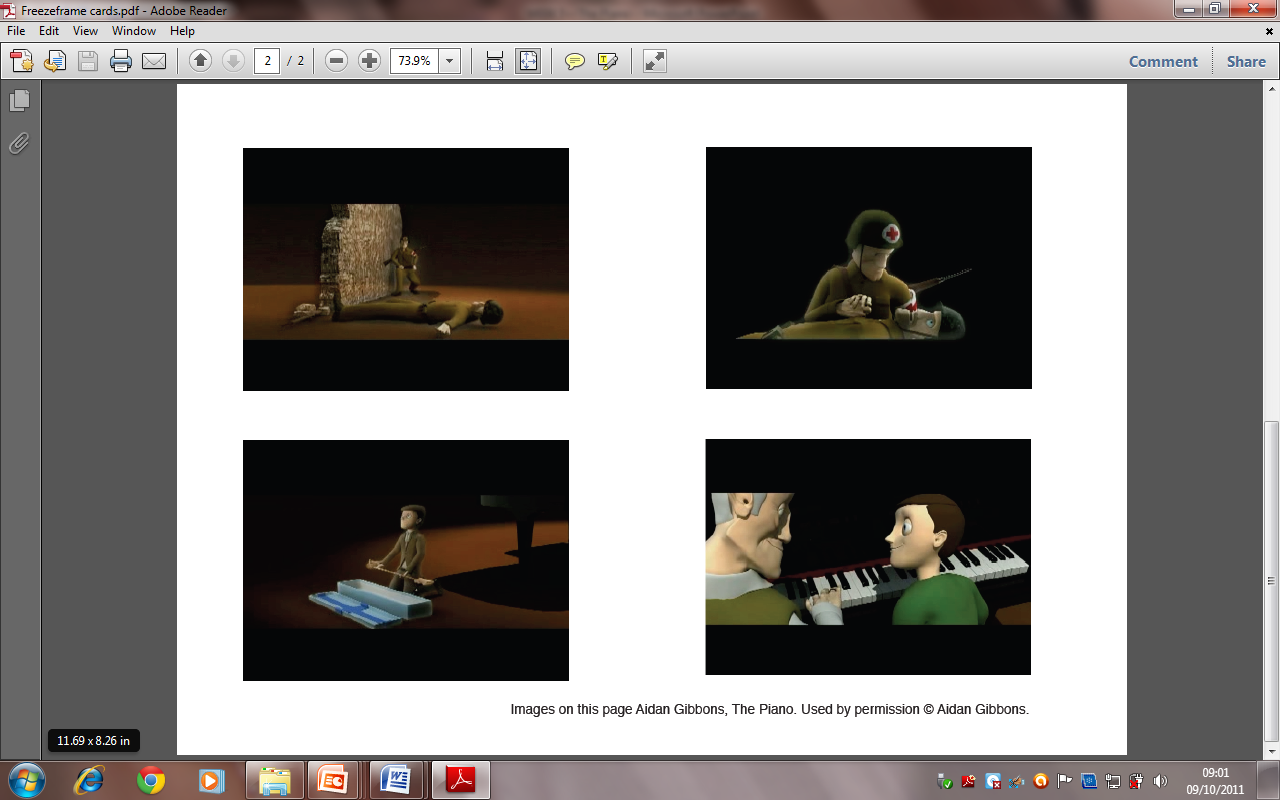 Freezeframe cards.pdf - Adobe Reader
File Edit View Window Help
2 / 2 73.9% Comment Share
Images on this page Aidan Gibbons, The Piano. Used by permission © Aidan Gibbons.
11.69 x 8.26 in
09:01
09/10/2011